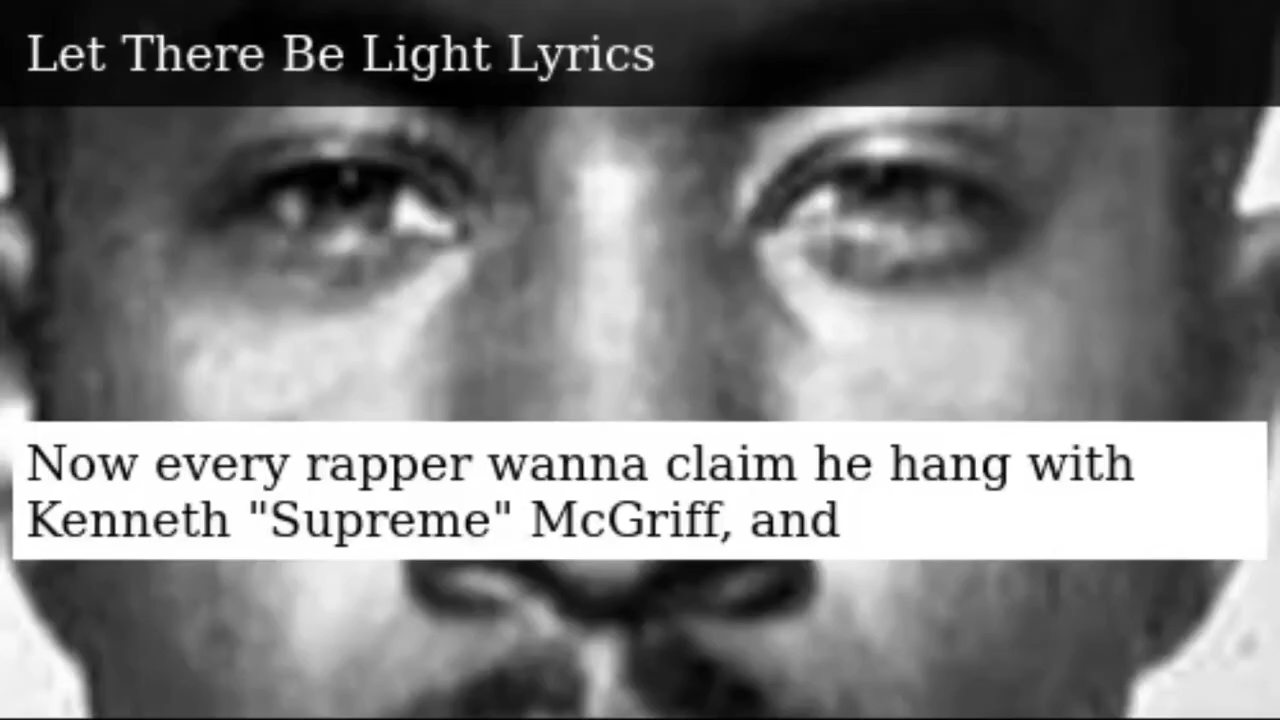 Let There Be Light Lyrics
Now every rapper wanna claim he hang with
Kenneth "Supreme" McGriff, and